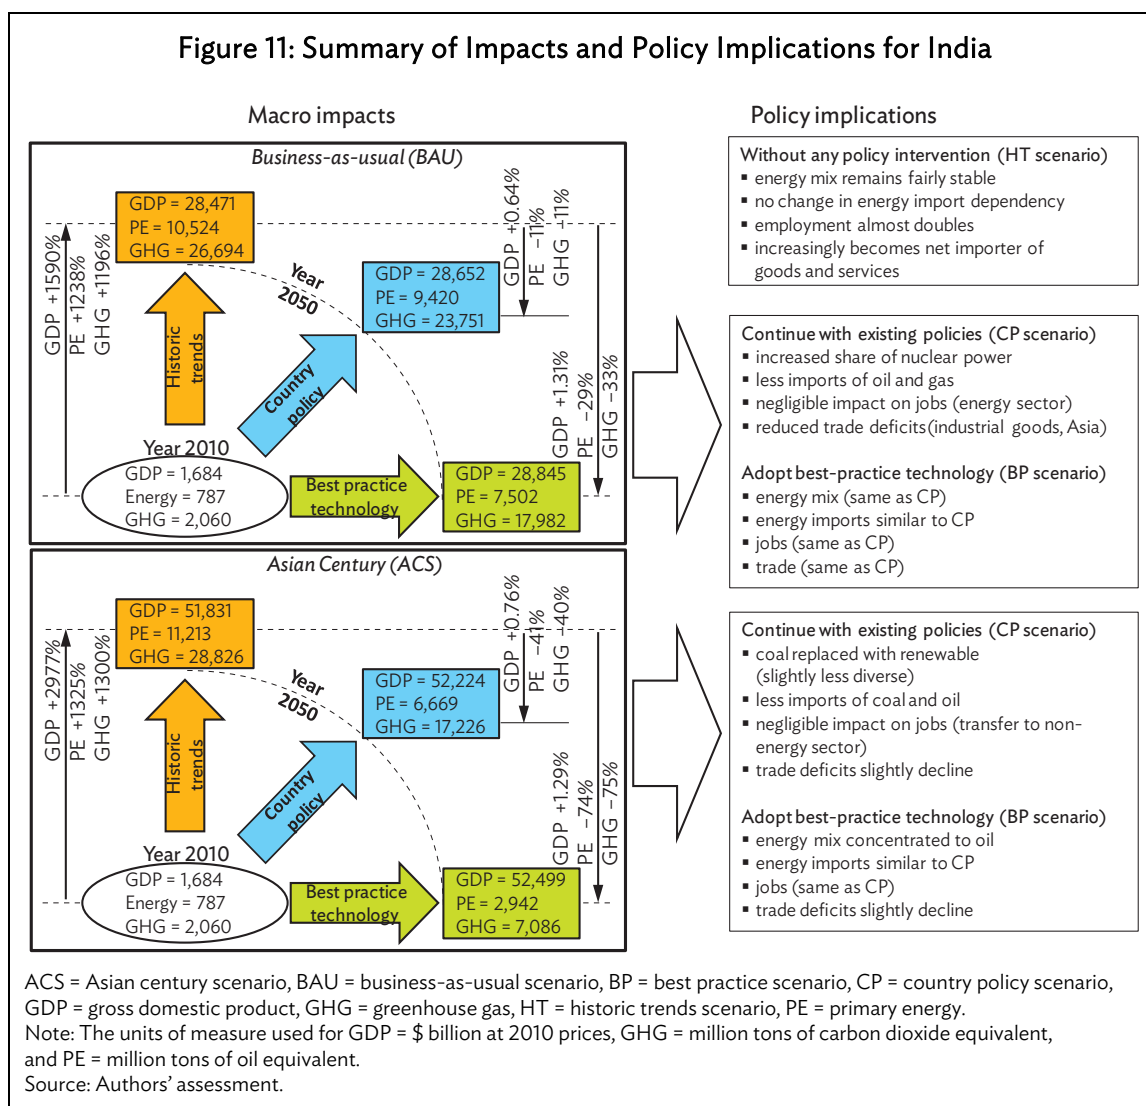 Figure 11: Summary of Impacts and Policy Implications for India
Macro impacts
Business-as-usual (BAU)
GDP = 28,471
PE = 10,524
GHG = 26,694
GDP +1590%
PE +1238%
GHG +1196%
Historic
trends
Year
2050
GDP = 28,652
PE = 9,420
GHG = 23,751
GDP +0.64%
PE −11%
GHG −11%
Country
policy
GDP +1.31%
PE −29%
GHG −33%
Year 2010
GDP = 1,684
Energy = 787
GHG = 2,060
Best practice
technology
GDP = 28,845
PE = 7,502
GHG = 17,982
Asian Century (ACS)
GDP = 51,831
PE = 11,213
GHG = 28,826
GDP +2977%
PE +1325%
GHG +1300%
Historic
trends
Year
2050
GDP = 52,224
PE = 6,669
GHG = 17,226
GDP +0.76%
PE −41%
GHG −40%
Country
policy
GDP +1.29%
PE −74%
GHG −75%
Year 2010
GDP = 1,684
Energy = 787
GHG = 2,060
Best practice
technology
GDP = 52,499
PE = 2,942
GHG = 7,086
Policy implications
Without any policy intervention (HT scenario)
▪ energy mix remains fairly stable
▪ no change in energy import dependency
▪ employment almost doubles
▪ increasingly becomes net importer of
goods and services
Continue with existing policies (CP scenario)
▪ increased share of nuclear power
▪ less imports of oil and gas
▪ negligible impact on jobs (energy sector)
▪ reduced trade deficits(industrial goods, Asia)
Adopt best-practice technology (BP scenario)
▪ energy mix (same as CP)
▪ energy imports similar to CP
▪ jobs (same as CP)
▪ trade (same as CP)
Continue with existing policies (CP scenario)
▪ coal replaced with renewable
(slightly less diverse)
▪ less imports of coal and oil
▪ negligible impact on jobs (transfer to non-
energy sector)
▪ trade deficits slightly decline
Adopt best-practice technology (BP scenario)
▪ energy mix concentrated to oil
▪ energy imports similar to CP
▪ jobs (same as CP)
▪ trade deficits slightly decline
ACS = Asian century scenario, BAU = business-as-usual scenario, BP = best practice scenario, CP = country policy scenario,
GDP = gross domestic product, GHG = greenhouse gas, HT = historic trends scenario, PE = primary energy.
Note: The units of measure used for GDP = $ billion at 2010 prices, GHG = million tons of carbon dioxide equivalent,
and PE = million tons of oil equivalent.
Source: Authors' assessment.